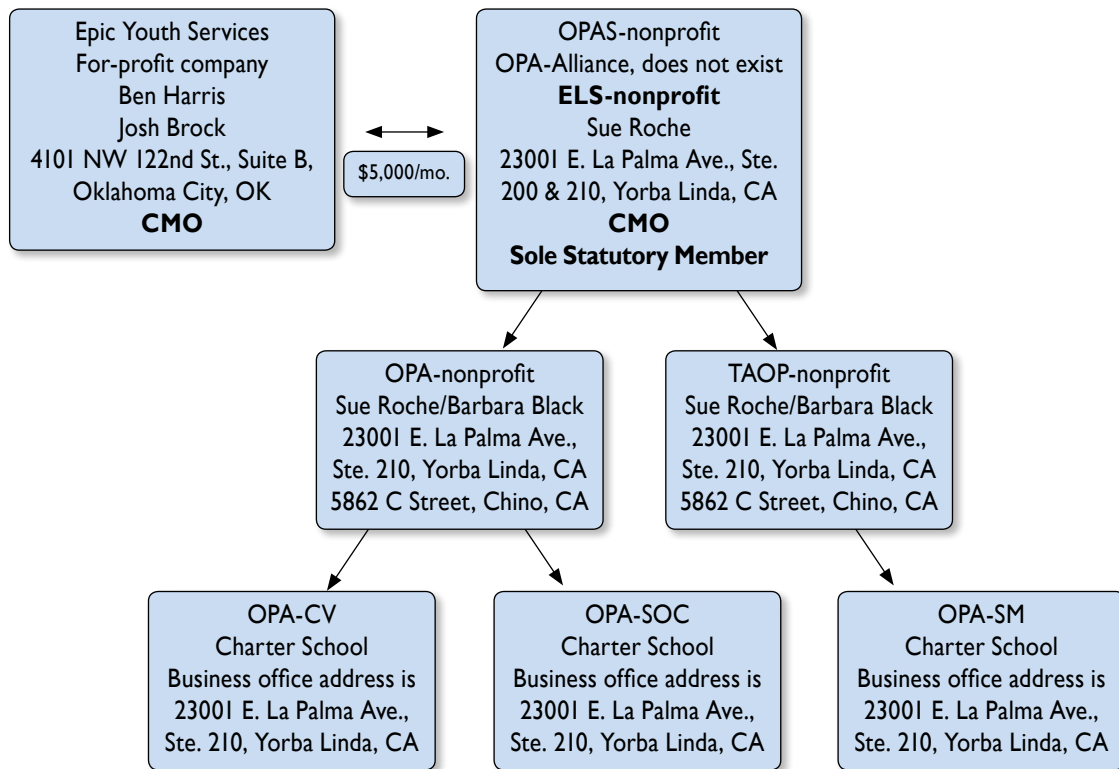 Epic Youth Services
For-profit company
Ben Harris
Josh Brock
4101 NW 122nd St., Suite B,
Oklahoma City, OK
CMO
$5,000/mo.
OPAS-nonprofit
OPA-Alliance, does not exist
ELS-nonprofit
Sue Roche
23001 E. La Palma Ave., Ste.
200 & 210, Yorba Linda, CA
CMO
Sole Statutory Member
OPA-nonprofit
Sue Roche/Barbara Black
23001 E. La Palma Ave.,
Ste. 210, Yorba Linda, CA
5862 C Street, Chino, CA
TAOP-nonprofit
Sue Roche/Barbara Black
23001 E. La Palma Ave.,
Ste. 210, Yorba Linda, CA
5862 C Street, Chino, CA
OPA-CV
Charter School
Business office address is
23001 E. La Palma Ave.,
Ste. 210, Yorba Linda, CA
OPA-SOC
Charter School
Business office address is
23001 E. La Palma Ave.,
Ste. 210, Yorba Linda, CA
OPA-SM
Charter School
Business office address is
23001 E. La Palma Ave.,
Ste. 210, Yorba Linda, CA